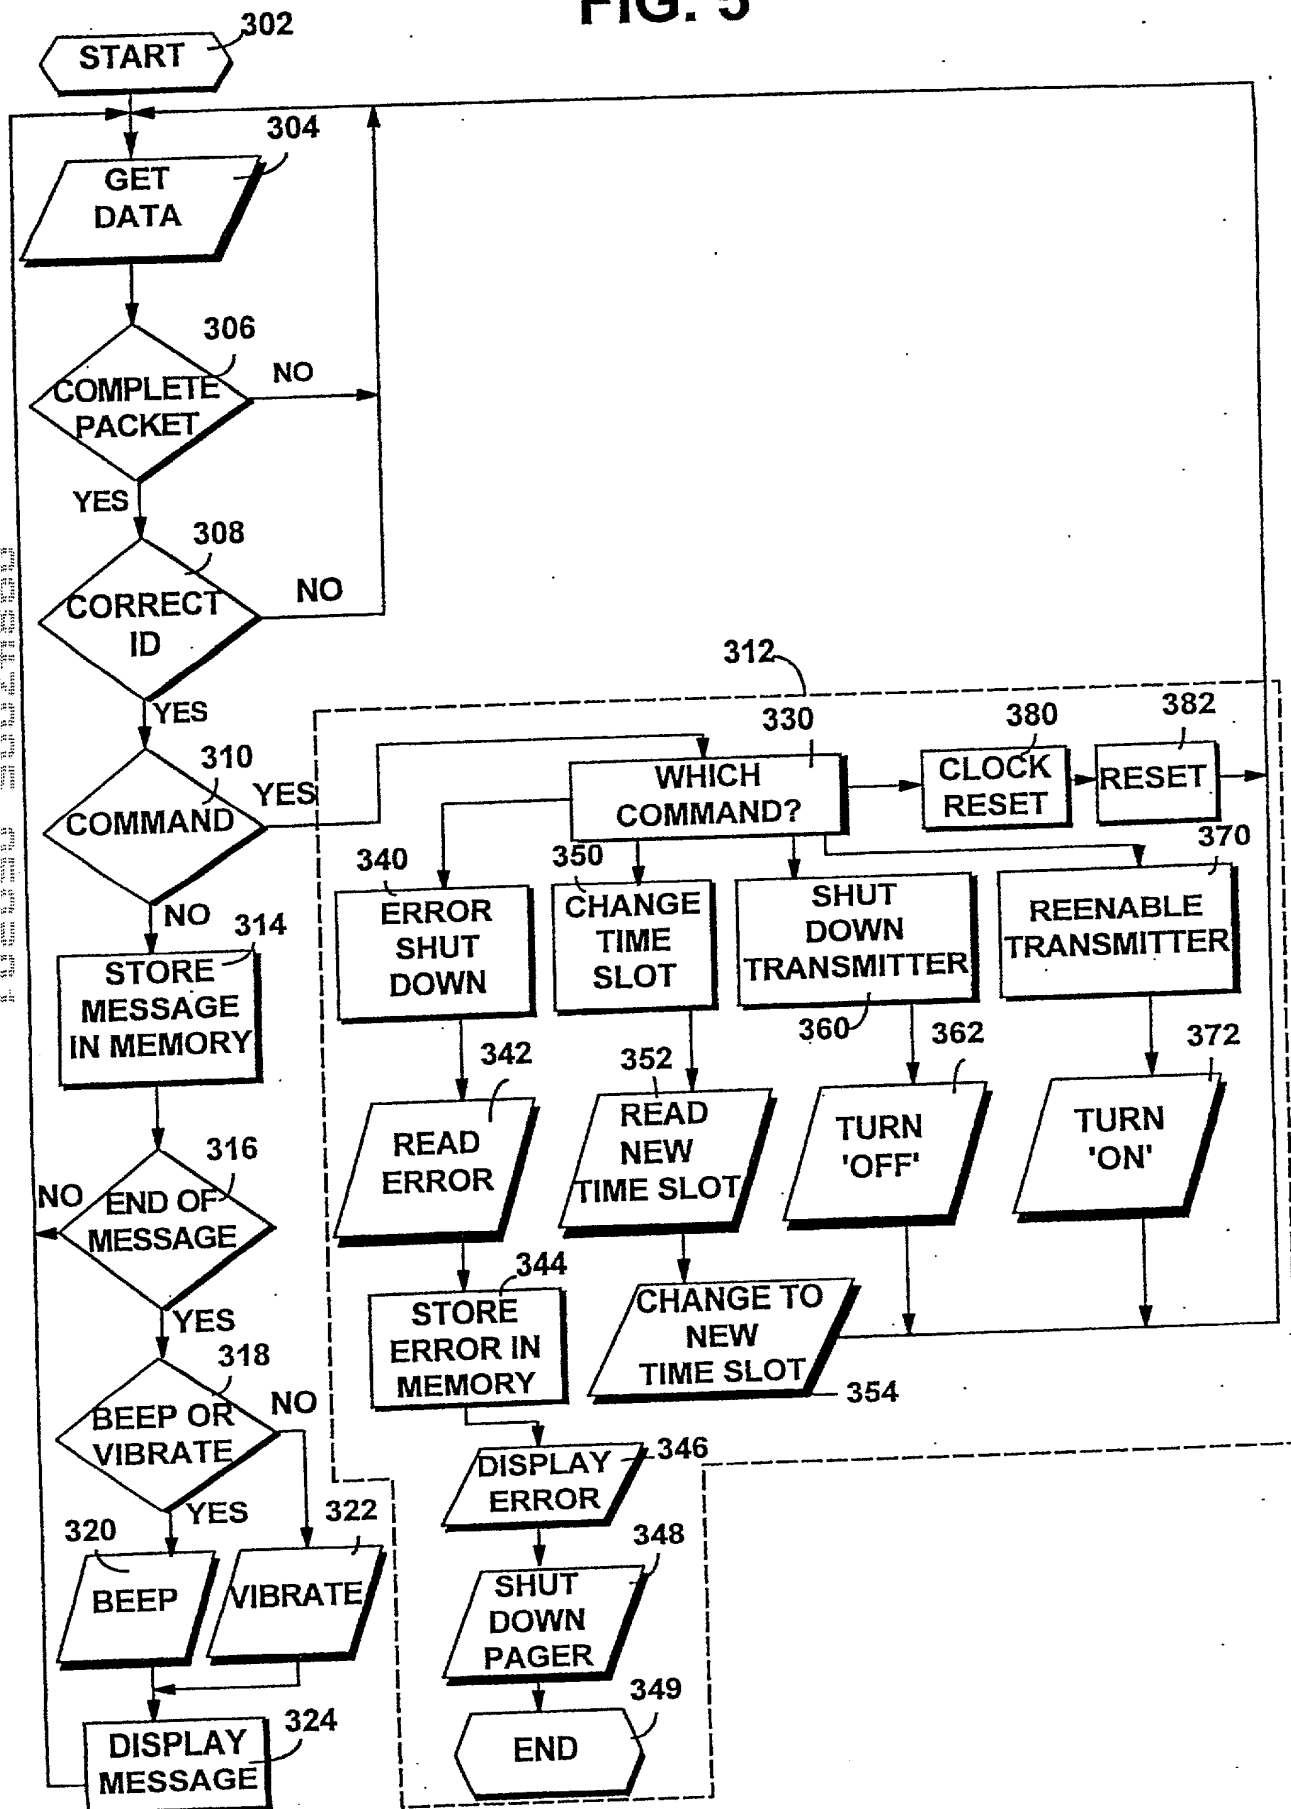 FIG. 5
302
START
304
GET
DATA
306
COMPLETE
PACKET
NO
YES
308
CORRECT
ID
NO
YES
310
COMMAND
YES
NO
312
330
WHICH
COMMAND?
380
CLOCK
RESET
382
RESET
314
STORE
MESSAGE
IN MEMORY
340
ERROR
SHUT
DOWN
350
CHANGE
TIME
SLOT
SHUT
DOWN
TRANSMITTER
360
370
REENABLE
TRANSMITTER
342
READ
ERROR
352
READ
NEW
TIME SLOT
362
TURN
'OFF'
372
TURN
'ON'
316
END OF
MESSAGE
NO
YES
344
STORE
ERROR IN
MEMORY
CHANGE TO
NEW
TIME SLOT
354
318
BEEP OR
VIBRATE
NO
YES
346
DISPLAY
ERROR
320
BEEP
322
VIBRATE
348
SHUT
DOWN
PAGER
349
END
324
DISPLAY
MESSAGE